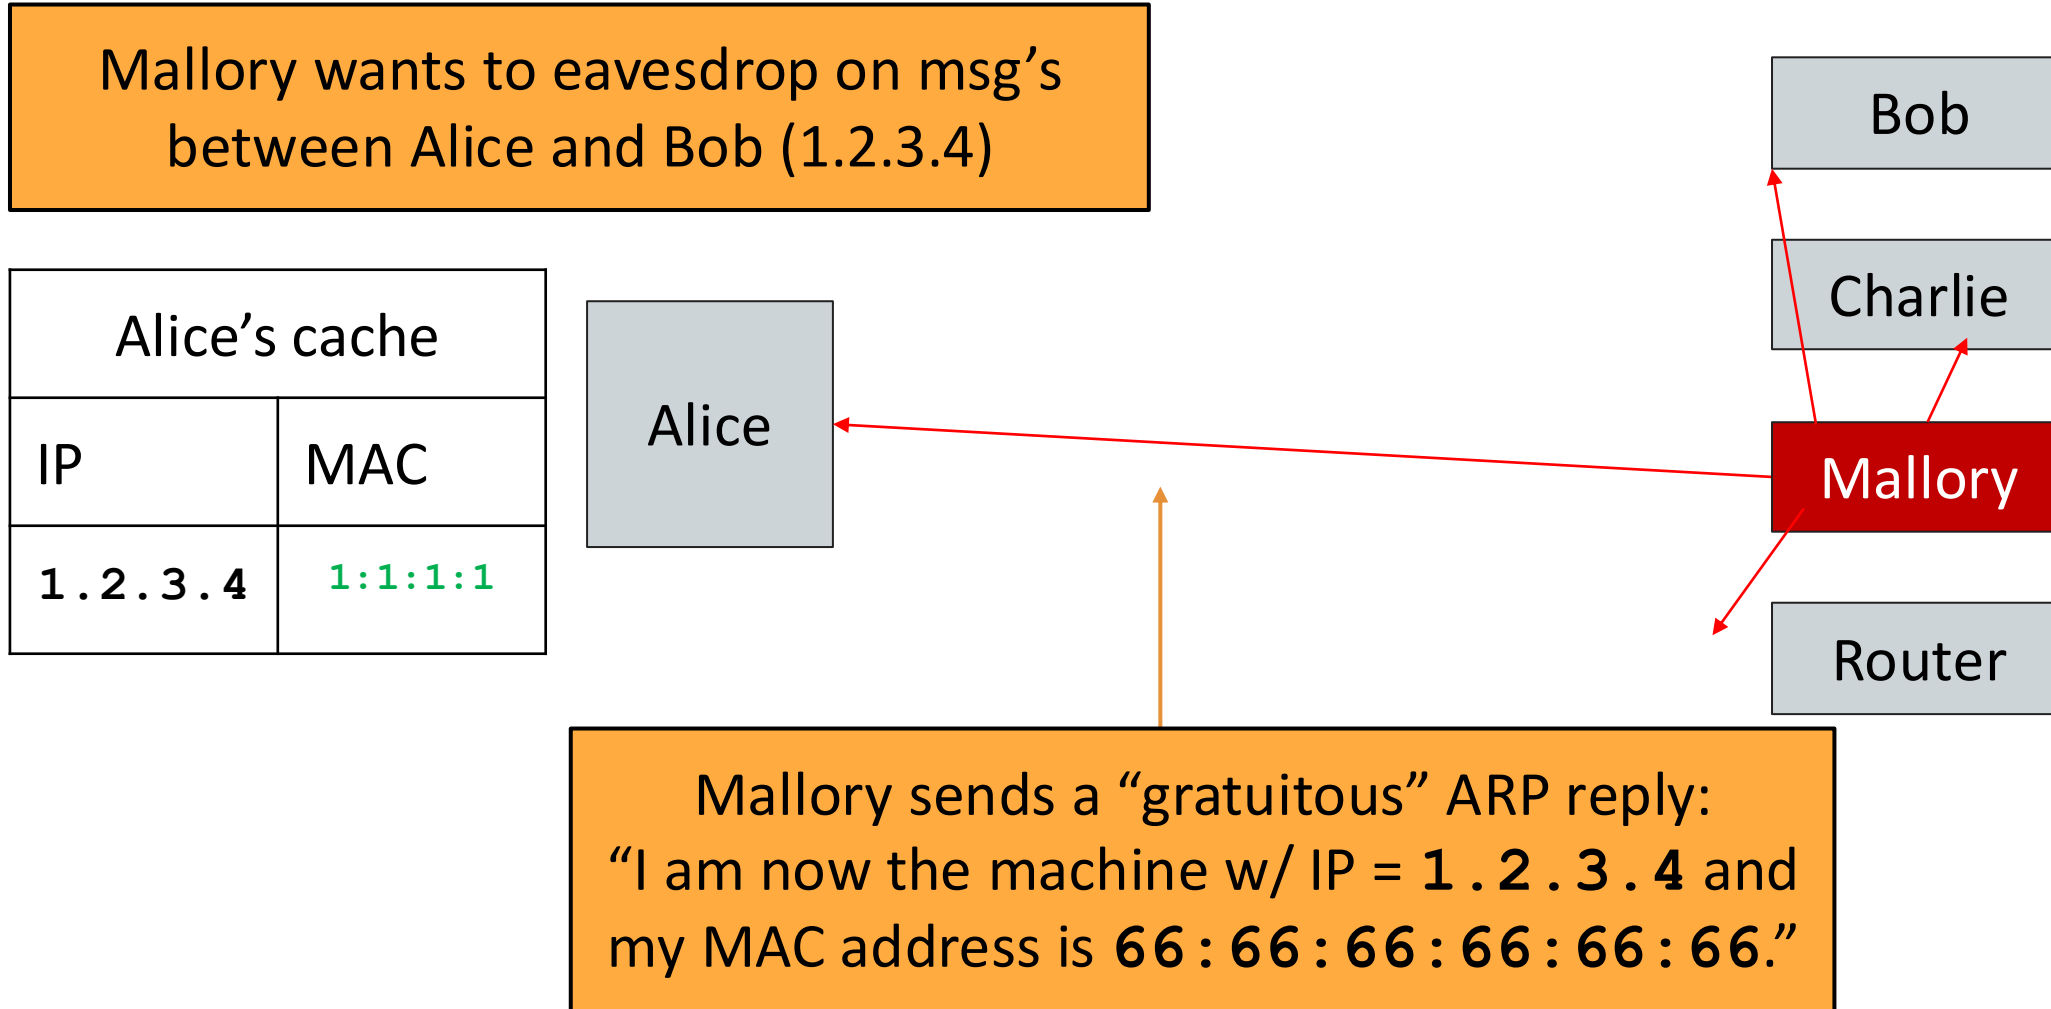 Mallory wants to eavesdrop on msg’s
between Alice and Bob (1.2.3.4)
Bob
Charlie
Alice’s cache
IP MAC
1.2.3.4 1:1:1:1
Alice
Mallory
Router
Mallory sends a “gratuitous” ARP reply:
“I am now the machine w/ IP = 1.2.3.4 and
my MAC address is 66:66:66:66:66:66.”